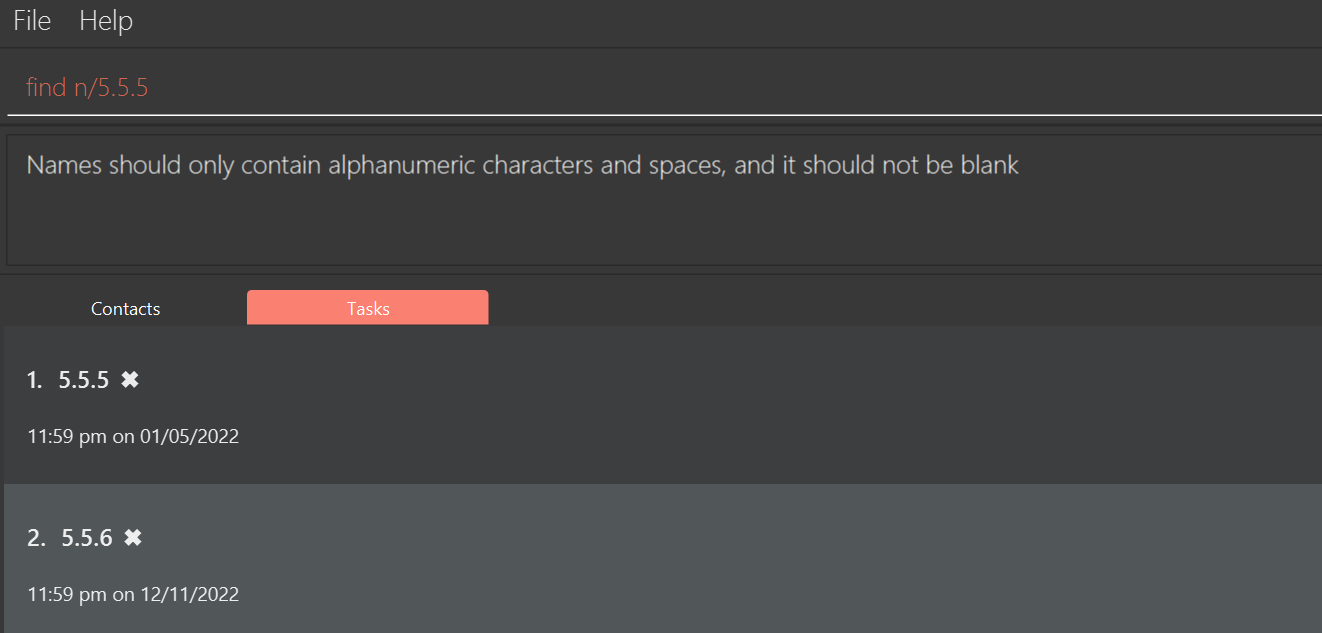 File Help
find n/5.5.5
Names should only contain alphanumeric characters and spaces, and it should not be blank
Contacts Tasks
1. 5.5.5 ✖
11:59 pm on 01/05/2022
2. 5.5.6 ✖
11:59 pm on 12/11/2022